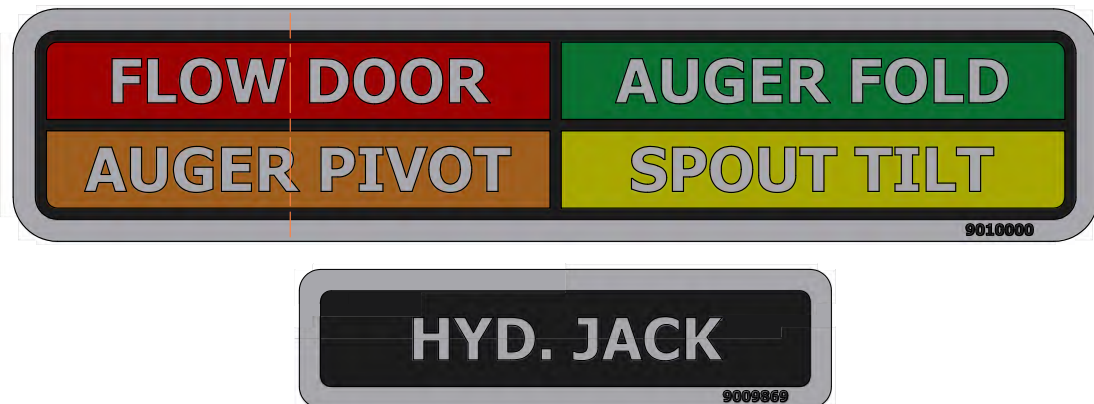 FLOW DOOR AUGER FOLD
AUGER PIVOT SPOUT TILT
9010000
HYD. JACK
9009869